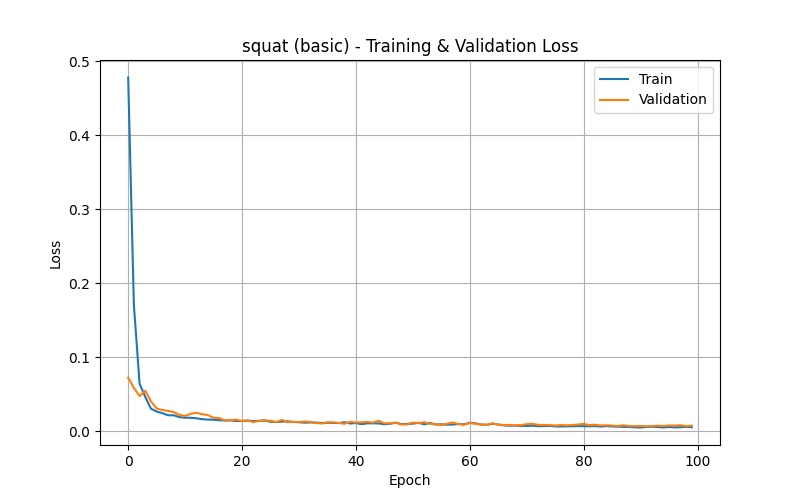 squat (basic) - Training & Validation Loss
Train
Validation
0.5
0.4
0.3
0.2
0.1
0.0
Loss
0 20 40 60 80 100
Epoch